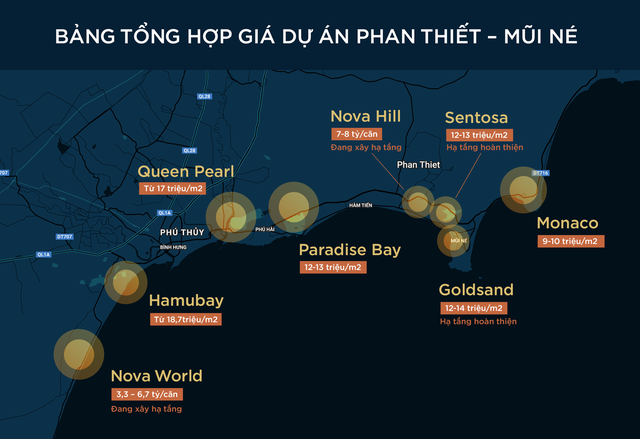 BẢNG TỔNG HỢP GIÁ DỰ ÁN PHAN THIẾT – MŨI NÉ
QL28
Nova Hill
7-8 tỷ/căn
Đang xây hạ tầng
Sentosa
12-13 triệu/m2
Hạ tầng hoàn thiện
QL28
Phan Thiet
707
DT716
Queen Pearl
Từ 17 triệu/m2
HÀM TIẾN
QL1A
PHÚ THỦY
PHÚ HÀI
Monaco
9-10 triệu/m2
DT707
BÌNH HƯNG
MŨI NÉ
QL1A
Paradise Bay
12-13 triệu/m2
Hamubay
Từ 18,7triệu/m2
Goldsand
12-14 triệu/m2
Hạ tầng hoàn thiện
Nova World
3,3 – 6,7 tỷ/căn
Đang xây hạ tầng